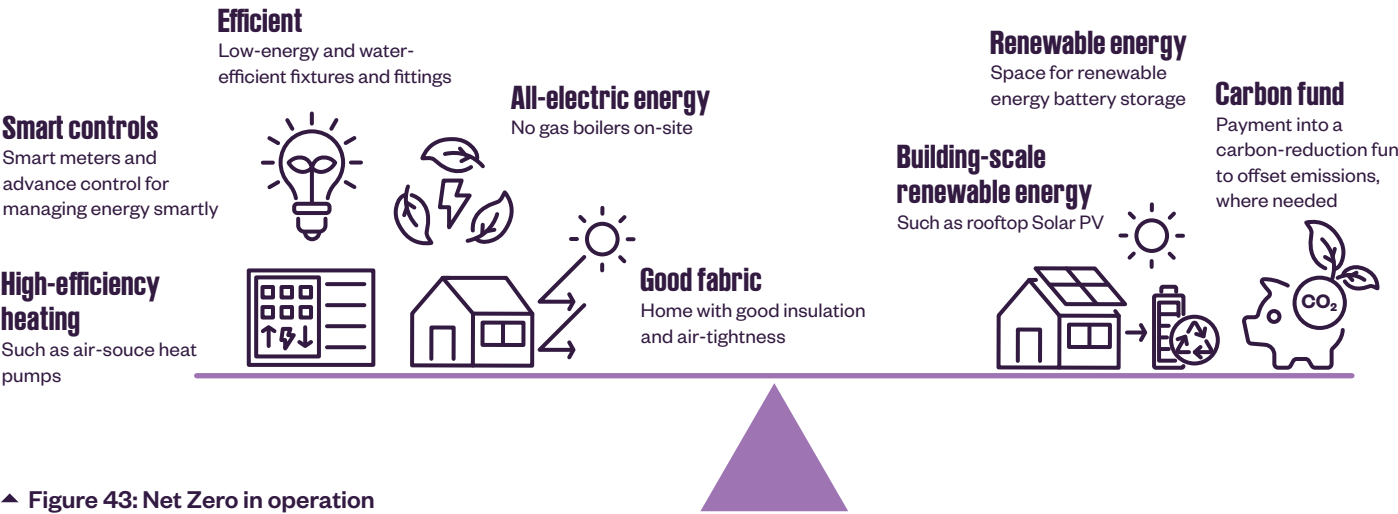 Efficient
Low-energy and water-
efficient fixtures and fittings
All-electric energy
No gas boilers on-site
Smart controls
Smart meters and
advance control for
managing energy smartly
High-efficiency
heating
Such as air-souce heat
pumps
Good fabric
Home with good insulation
and air-tightness
Renewable energy
Space for renewable
energy battery storage
Building-scale
renewable energy
Such as rooftop Solar PV
Carbon fund
Payment into a
carbon-reduction fun
to offset emissions,
where needed
CO₂
Figure 43: Net Zero in operation